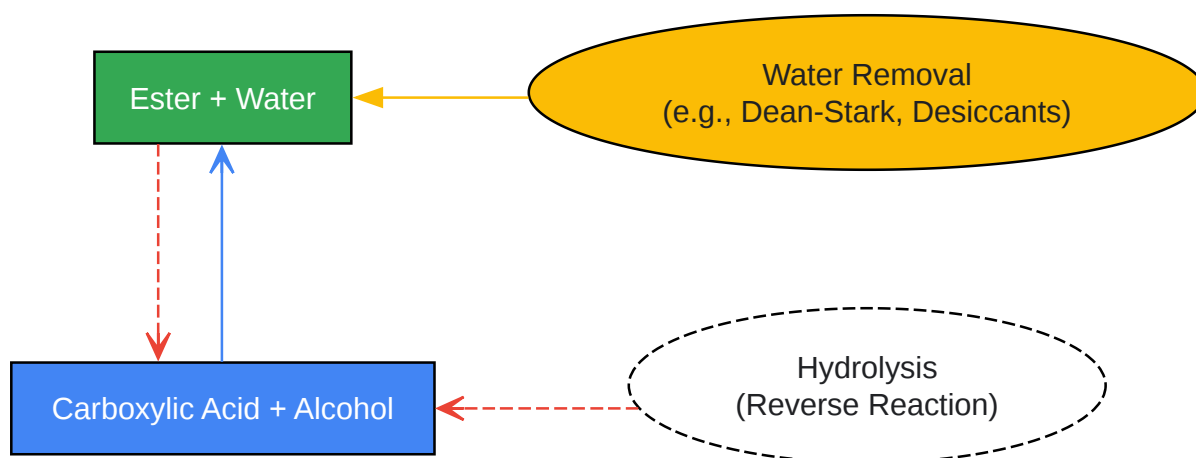 Ester + Water
Water Removal
(e.g., Dean-Stark, Desiccants)
Carboxylic Acid + Alcohol
Hydrolysis
(Reverse Reaction)